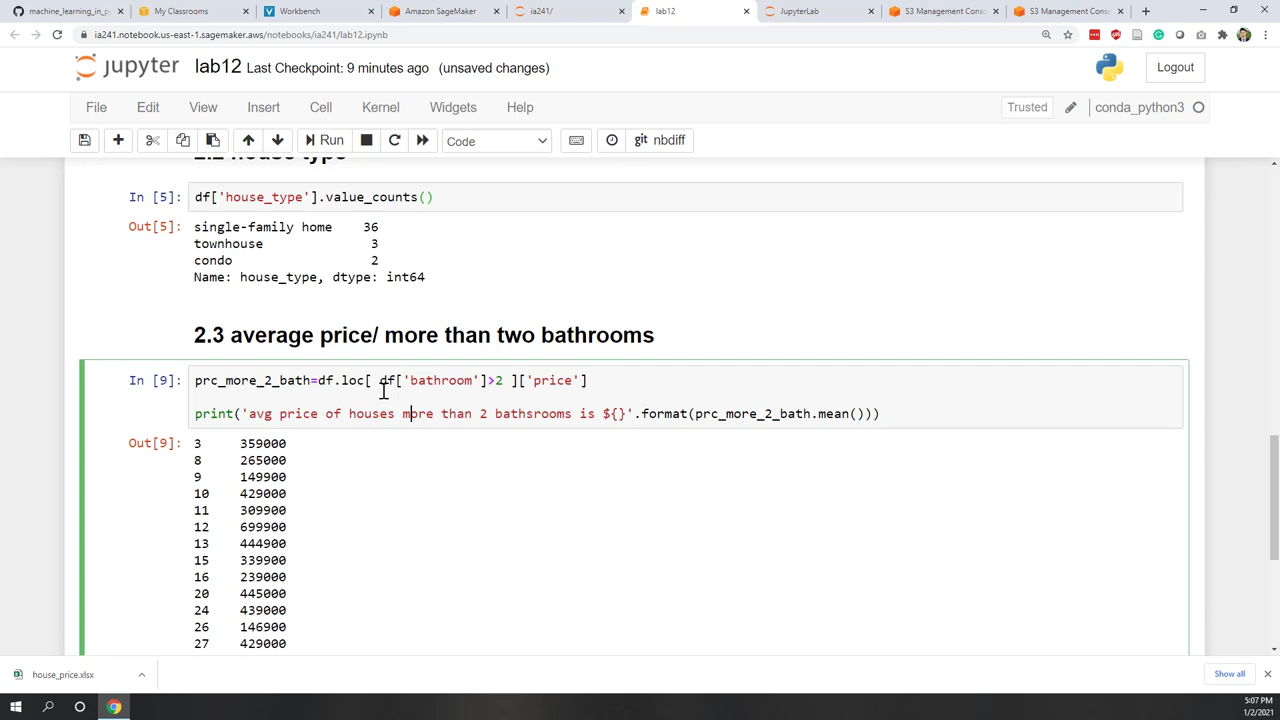 machine_learning_in_p
My Classrooms
Workbench
Amazon SageMaker
ia241/
lab12
JupyterLab
S3 Management Cons
S3 Management Cons
ia241.notebook.us-east-1.sagemaker.aws/notebooks/ia241/lab12.ipynb
jupyter lab12 Last Checkpoint: 9 minutes ago (unsaved changes)
Logout
File Edit View Insert Cell Kernel Widgets Help
Trusted
conda_python3
Run
Code
git nbdiff
2.2 house type
In [5]: df['house_type'].value_counts()
Out[5]: single-family home 36
townhouse 3
condo 2
Name: house_type, dtype: int64
2.3 average price/ more than two bathrooms
In [9]: prc_more_2_bath=df.loc[ df['bathroom']>2 ]['price']
print('avg price of houses more than 2 bathsrooms is ${}'.format(prc_more_2_bath.mean()))
Out[9]: 3 359000
8 265000
9 149900
10 429000
11 309900
12 699900
13 444900
15 339900
16 239000
20 445000
24 439000
26 146900
27 429000
house_price.xlsx
Show all
5:07 PM
1/2/2021